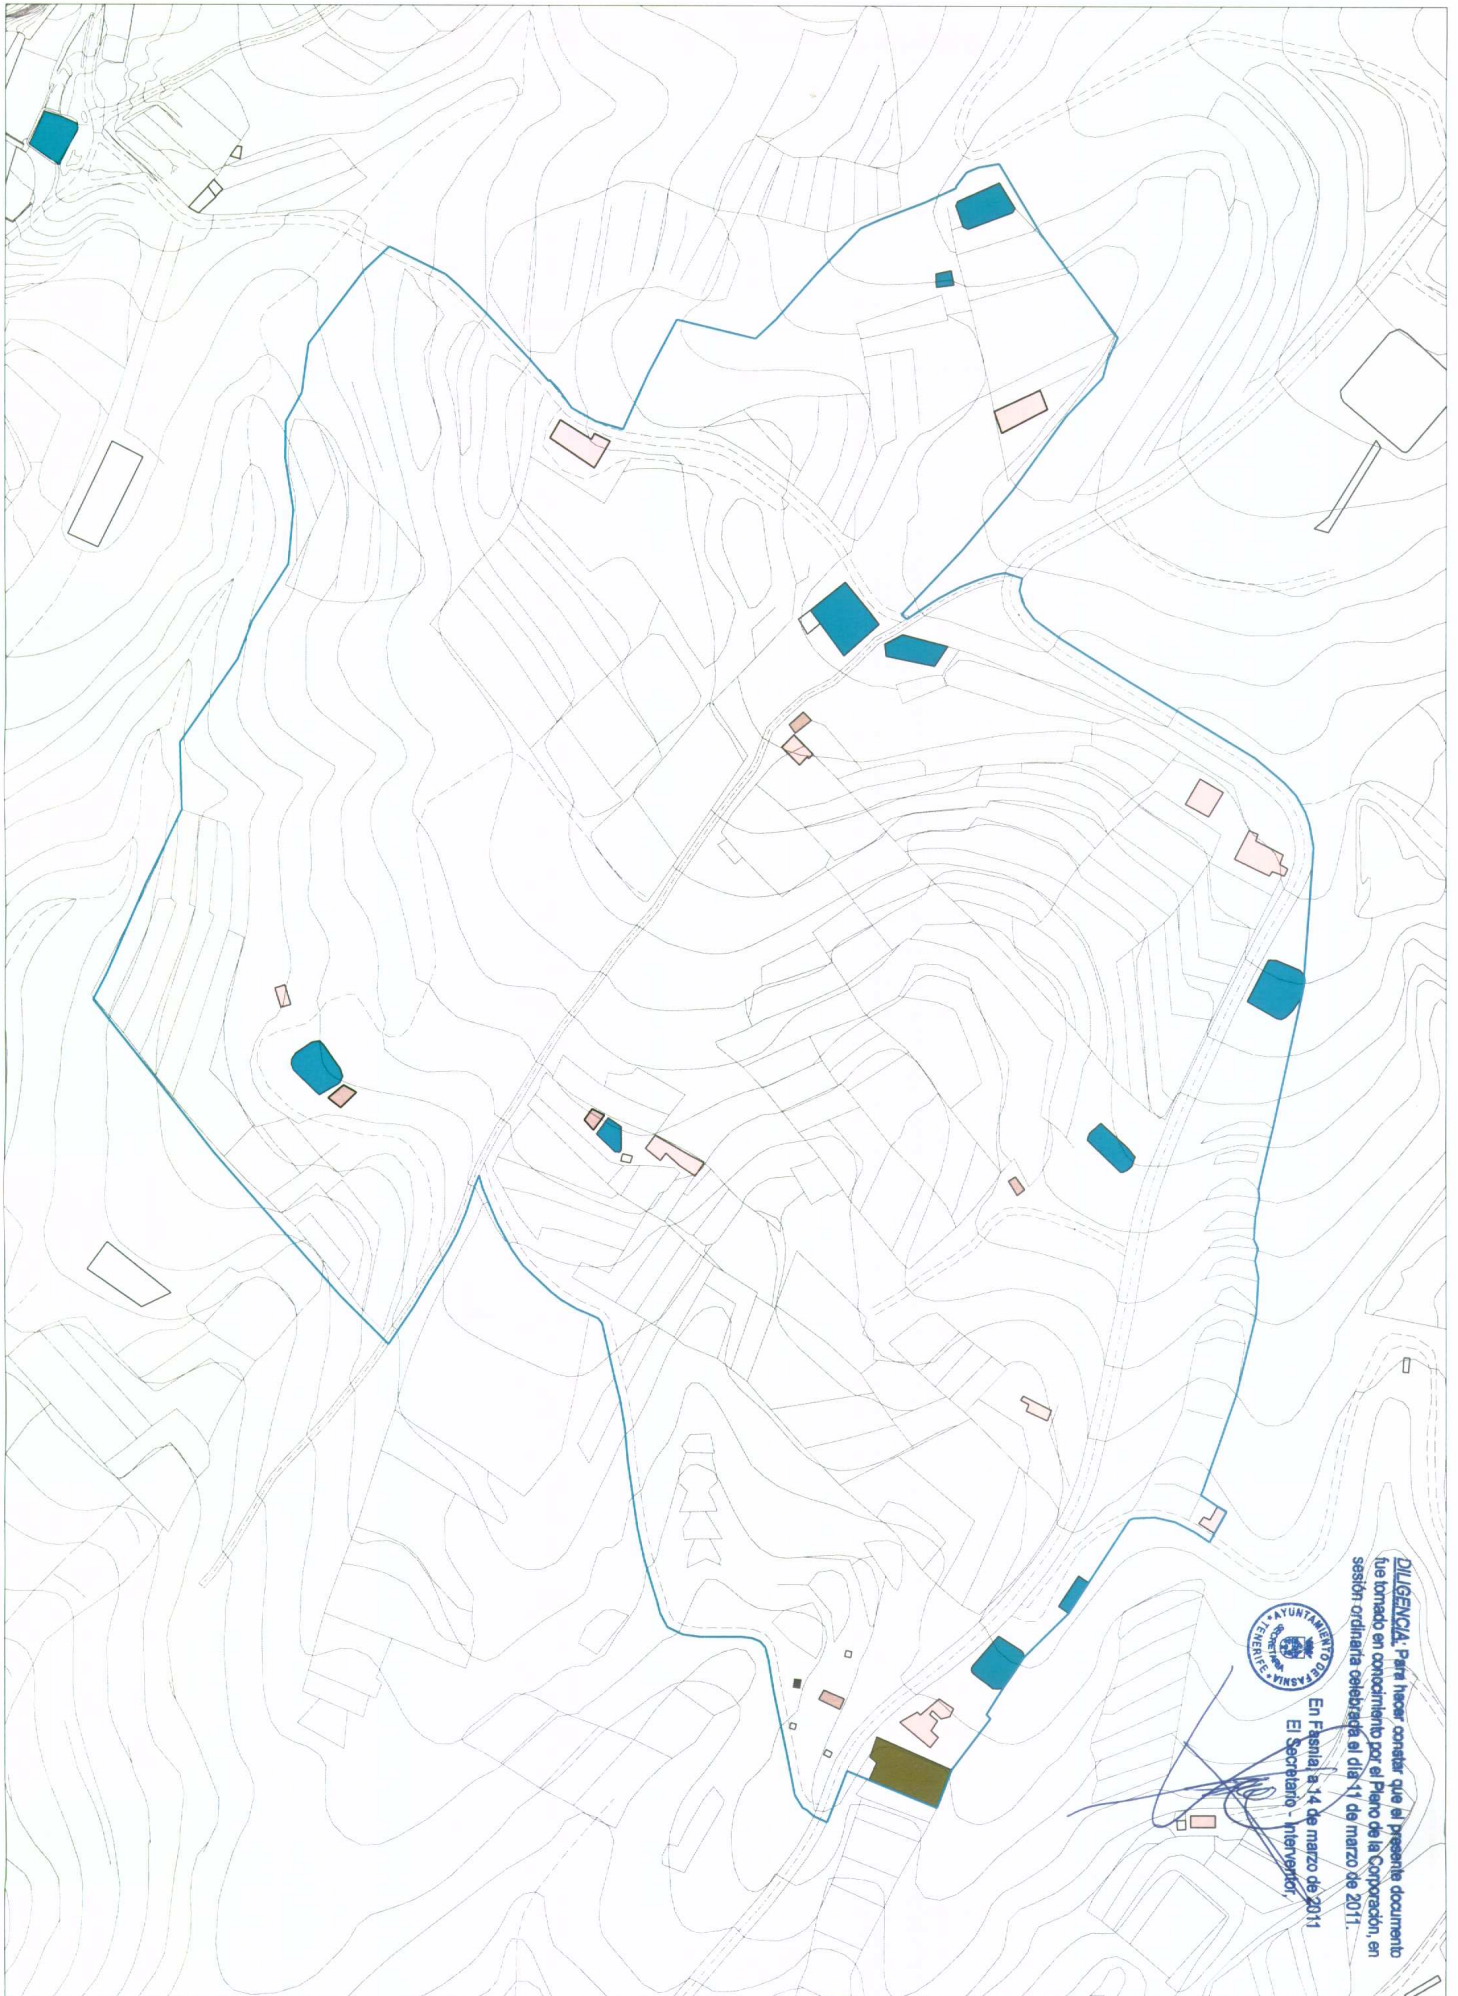 DILIGENCIA: Para hacer constar que el presente documento
fue tomado en conocimiento por el Pleno de la Corporación, en
sesión ordinaria celebrada el día 11 de marzo de 2011.
En Fasnia, a 14 de marzo de 2011
El Secretario - Interventor,
AYUNTAMIENTO DE FASNIA
SECRETARIA
TENERIFE